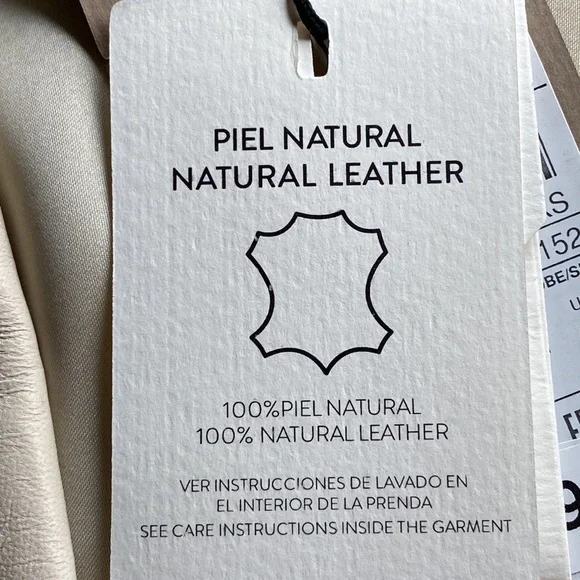 PIEL NATURAL
NATURAL LEATHER
100%PIEL NATURAL
100% NATURAL LEATHER
VER INSTRUCCIONES DE LAVADO EN
EL INTERIOR DE LA PRENDA
SEE CARE INSTRUCTIONS INSIDE THE GARMENT
152